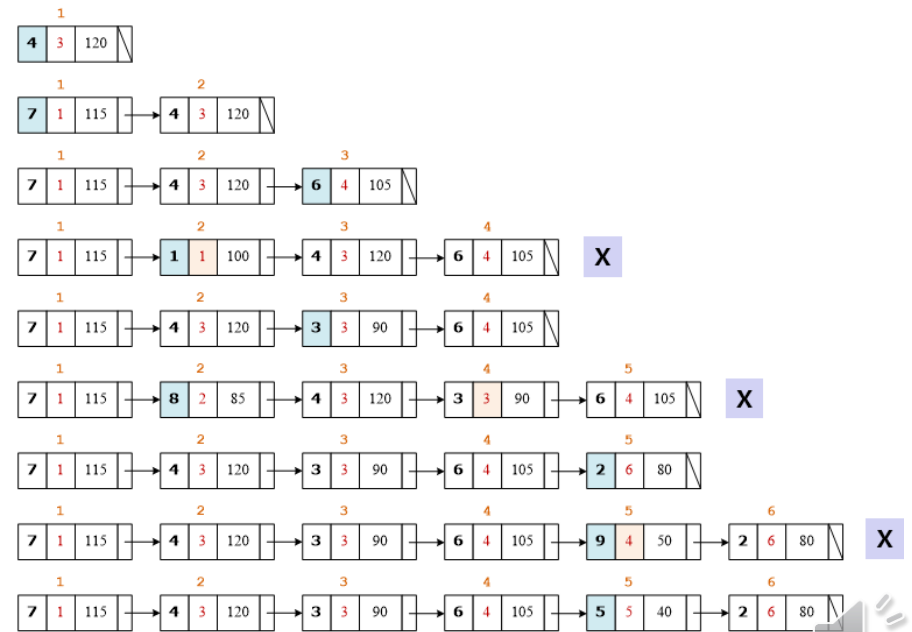 1
4 3 120
1 2
7 1 115 4 3 120
1 2 3
7 1 115 4 3 120 6 4 105
1 2 3 4
7 1 115 1 1 100 4 3 120 6 4 105 X
1 2 3 4
7 1 115 4 3 120 3 3 90 6 4 105
1 2 3 4 5
7 1 115 8 2 85 4 3 120 3 3 90 6 4 105 X
1 2 3 4 5
7 1 115 4 3 120 3 3 90 6 4 105 2 6 80
1 2 3 4 5 6
7 1 115 4 3 120 3 3 90 6 4 105 9 4 50 2 6 80 X
1 2 3 4 5 6
7 1 115 4 3 120 3 3 90 6 4 105 5 5 40 2 6 80